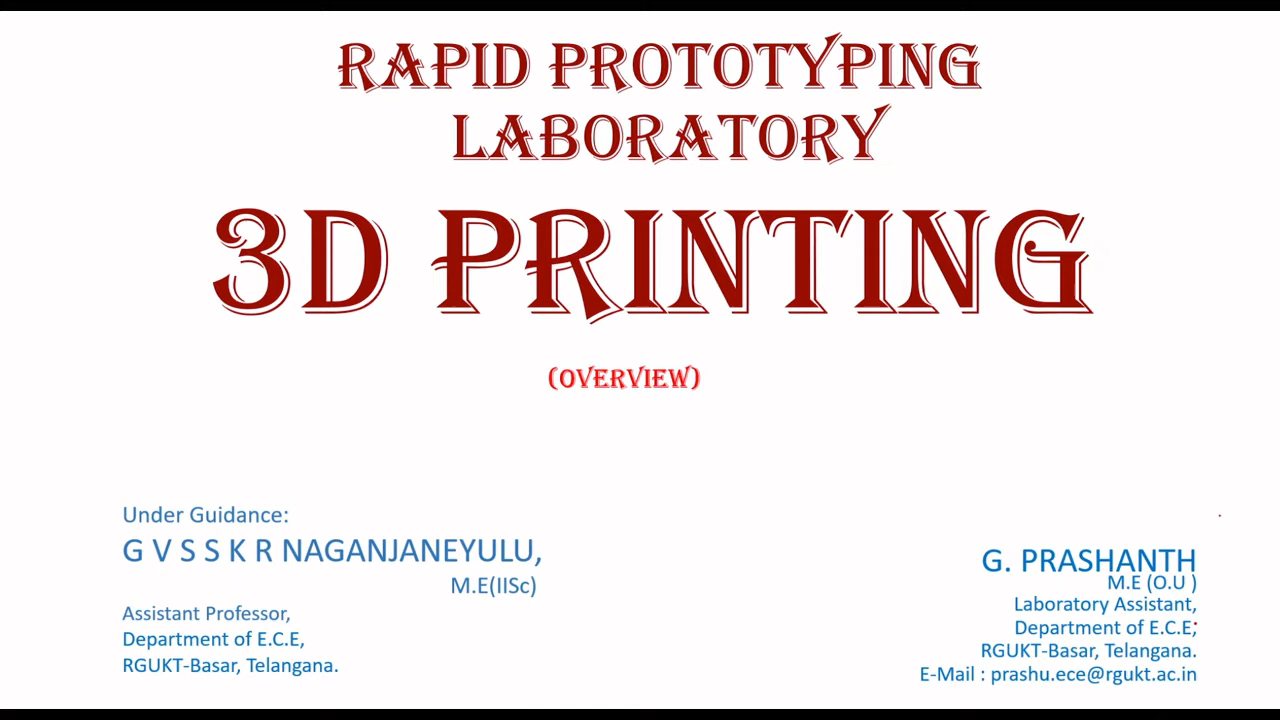 RAPID PROTOTYPING
LABORATORY
3D PRINTING
(OVERVIEW)
Under Guidance:
G V S S K R NAGANJANEYULU,
M.E(IISc)
Assistant Professor,
Department of E.C.E,
RGUKT-Basar, Telangana.
G. PRASHANTH
M.E (O.U )
Laboratory Assistant,
Department of E.C.E,
RGUKT-Basar, Telangana.
E-Mail : prashu.ece@rgukt.ac.in